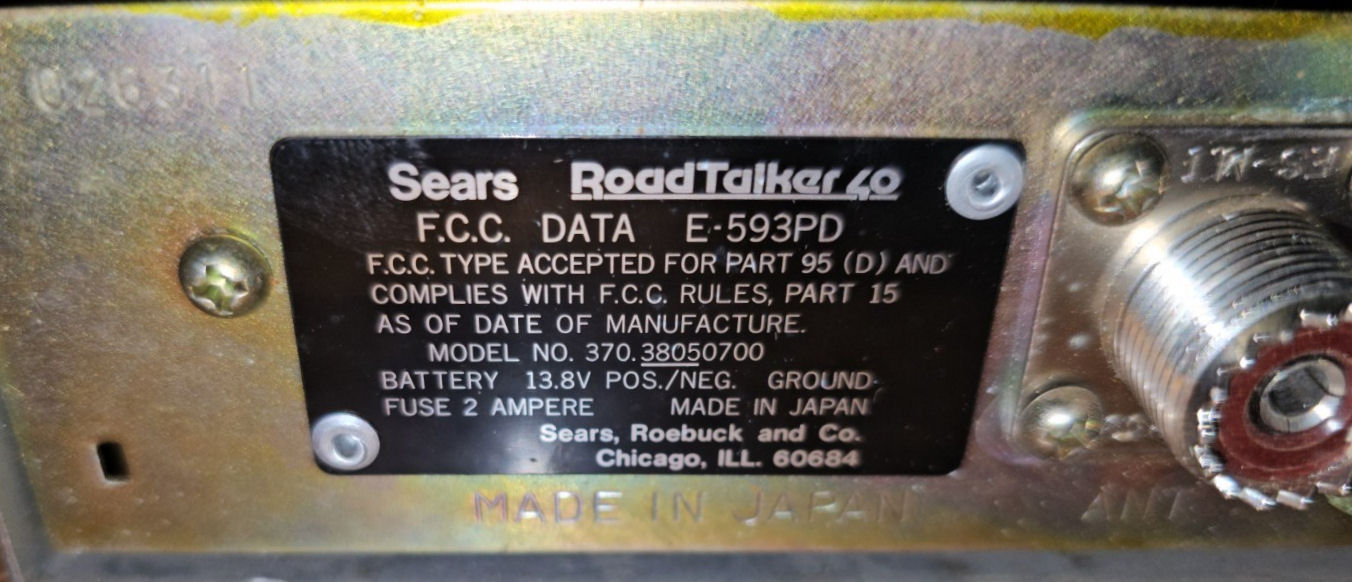 026311
Sears RoadTalker 40
F.C.C. DATA E-593PD
F.C.C. TYPE ACCEPTED FOR PART 95 (D) AND
COMPLIES WITH F.C.C. RULES, PART 15
AS OF DATE OF MANUFACTURE.
MODEL NO. 370.38050700
BATTERY 13.8V POS./NEG. GROUND
FUSE 2 AMPERE MADE IN JAPAN
Sears, Roebuck and Co.
Chicago, ILL. 60684
MADE IN JAPAN
ANT